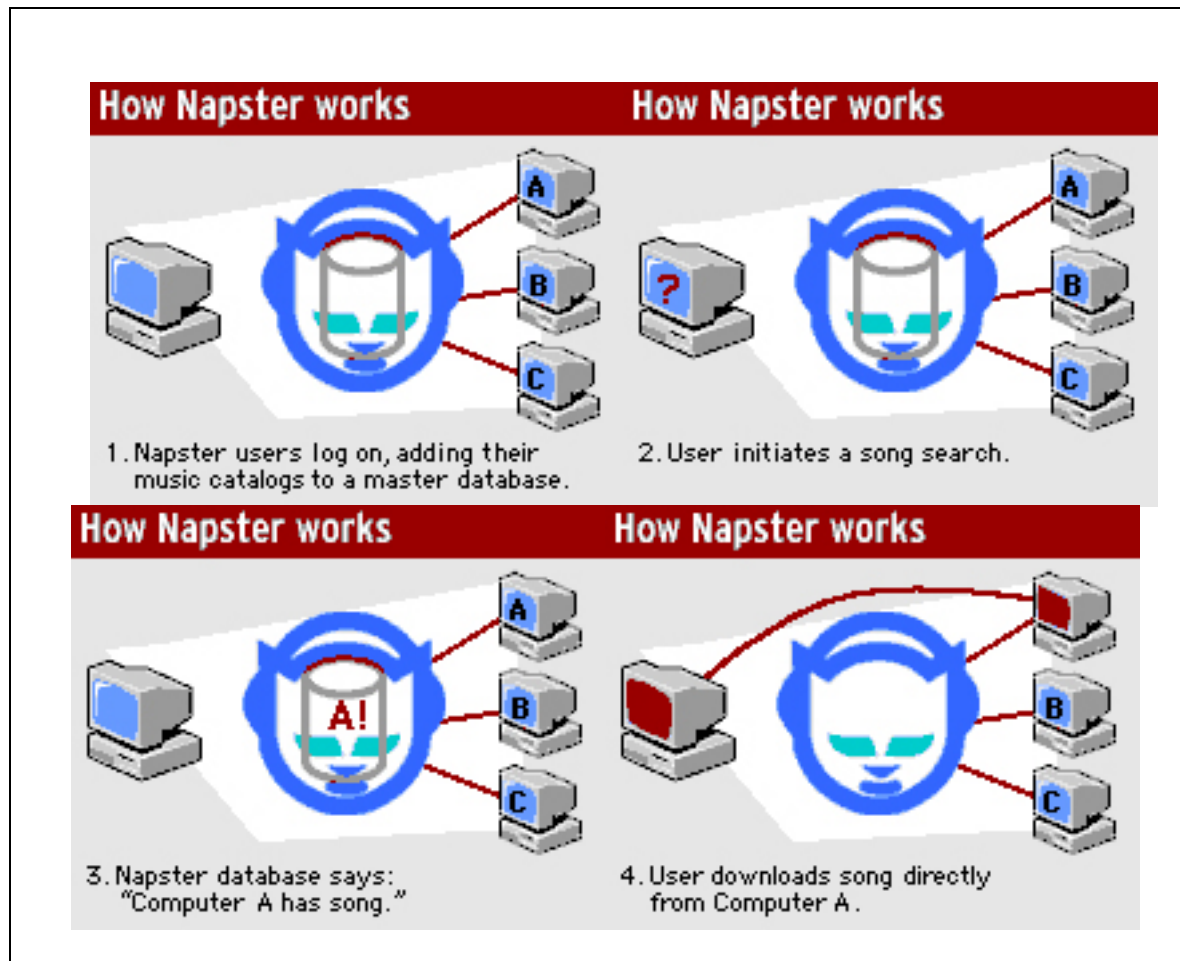 How Napster works
A
B
C
1. Napster users log on, adding their
music catalogs to a master database.
How Napster works
?
A
B
C
2. User initiates a song search.
How Napster works
A!
A
B
C
3. Napster database says:
“Computer A has song.”
How Napster works
B
C
4. User downloads song directly
from Computer A.